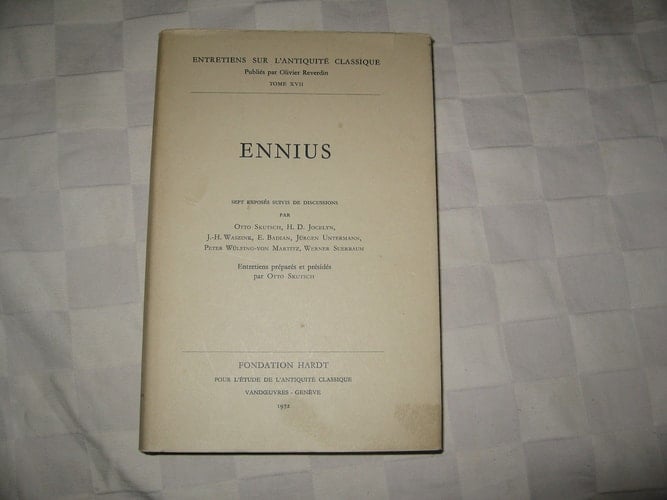 ENTRETIENS SUR L'ANTIQUITÉ CLASSIQUE
Publiés par Olivier Reverdin
TOME XVII
ENNIUS
SEPT EXPOSÉS SUIVIS DE DISCUSSIONS
PAR
OTTO SKUTSCH, H. D. JOCELYN,
J.-H. WASZINK, E. BADIAN, JÜRGEN UNTERMANN,
PETER WÜLFING-VON MARTITZ, WERNER SUERBAUM
Entretiens préparés et présidés
par OTTO SKUTSCH
FONDATION HARDT
POUR L'ÉTUDE DE L'ANTIQUITÉ CLASSIQUE
VANDŒUVRES - GENÈVE
1972